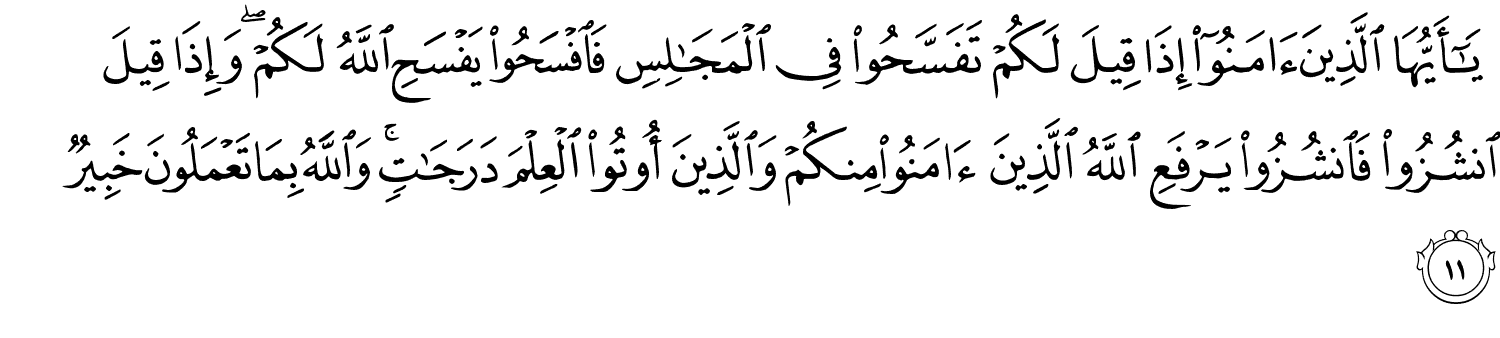 يَٰٓأَيُّهَا ٱلَّذِينَ ءَامَنُوٓا۟ إِذَا قِيلَ لَكُمْ تَفَسَّحُوا۟ فِى ٱلْمَجَٰلِسِ فَٱفْسَحُوا۟ يَفْسَحِ ٱللَّهُ لَكُمْ ۖ وَإِذَا قِيلَ
ٱنشُزُوا۟ فَٱنشُزُوا۟ يَرْفَعِ ٱللَّهُ ٱلَّذِينَ ءَامَنُوا۟ مِنكُمْ وَٱلَّذِينَ أُوتُوا۟ ٱلْعِلْمَ دَرَجَٰتٍۢ ۚ وَٱللَّهُ بِمَا تَعْمَلُونَ خَبِيرٌۭ
١١